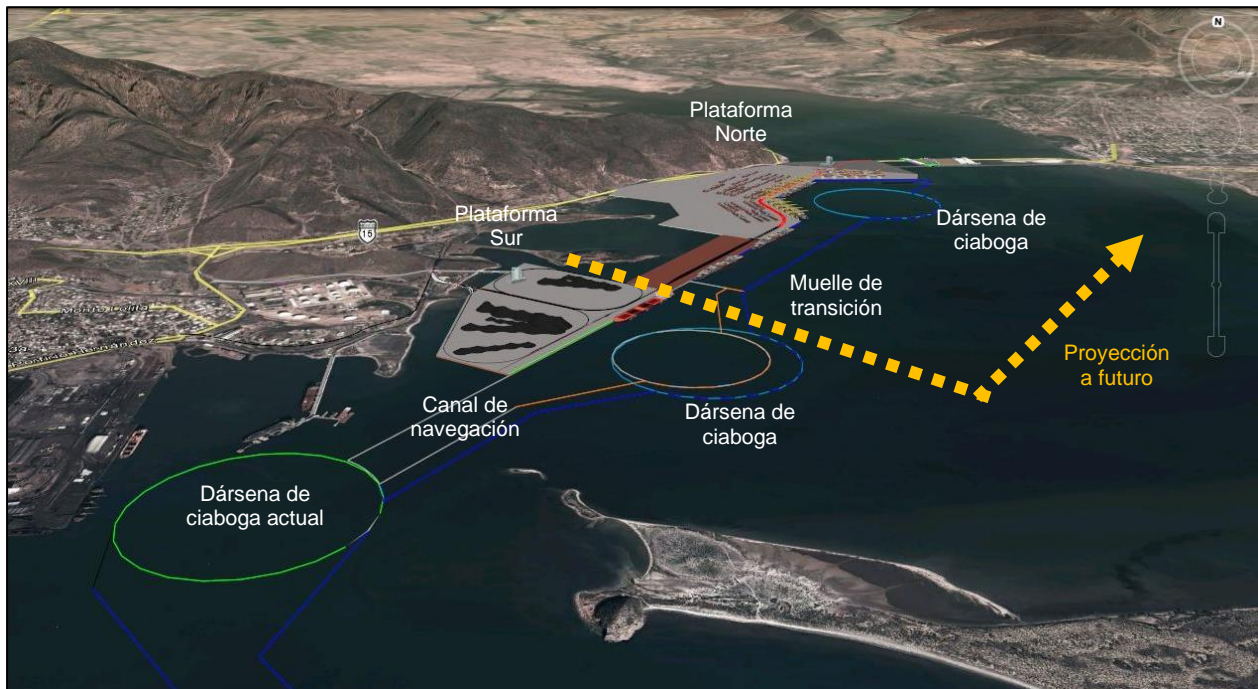 N
Plataforma
Norte
Plataforma
Sur
15
Dársena de
ciaboga
Muelle de
transición
Proyección
a futuro
Dársena de
ciaboga
Canal de
navegación
Dársena de
ciaboga actual